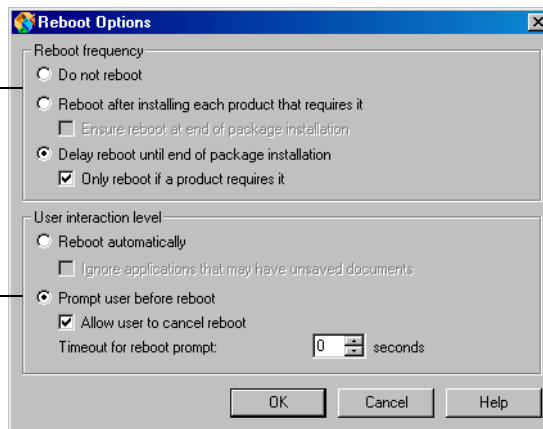 Reboot Options
Reboot frequency
Do not reboot
Reboot after installing each product that requires it
Ensure reboot at end of package installation
Delay reboot until end of package installation
Only reboot if a product requires it
User interaction level
Reboot automatically
Ignore applications that may have unsaved documents
Prompt user before reboot
Allow user to cancel reboot
Timeout for reboot prompt: 0 seconds
OK Cancel Help